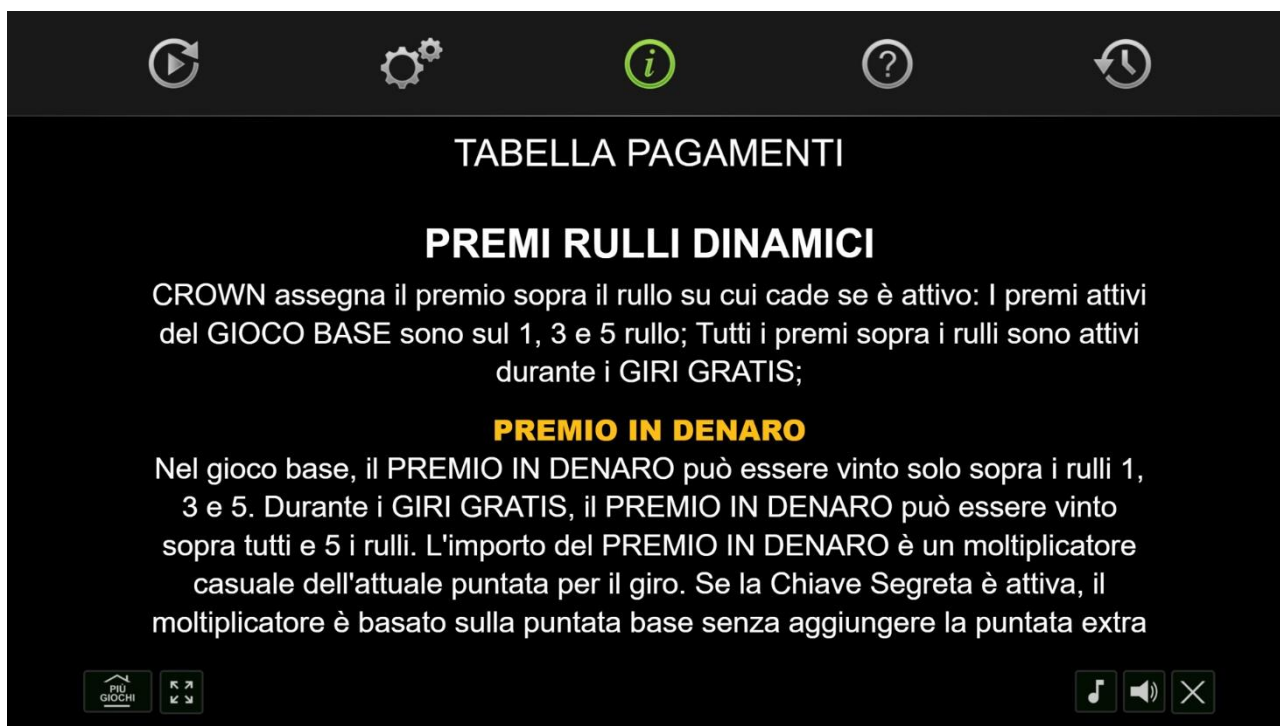 TABELLA PAGAMENTI
PREMI RULLI DINAMICI
CROWN assegna il premio sopra il rullo su cui cade se è attivo: I premi attivi
del GIOCO BASE sono sul 1, 3 e 5 rullo; Tutti i premi sopra i rulli sono attivi
durante i GIRI GRATIS;
PREMIO IN DENARO
Nel gioco base, il PREMIO IN DENARO può essere vinto solo sopra i rulli 1,
3 e 5. Durante i GIRI GRATIS, il PREMIO IN DENARO può essere vinto
sopra tutti e 5 i rulli. L'importo del PREMIO IN DENARO è un moltiplicatore
casuale dell'attuale puntata per il giro. Se la Chiave Segreta è attiva, il
moltiplicatore è basato sulla puntata base senza aggiungere la puntata extra
PIÙ
GIOCHI